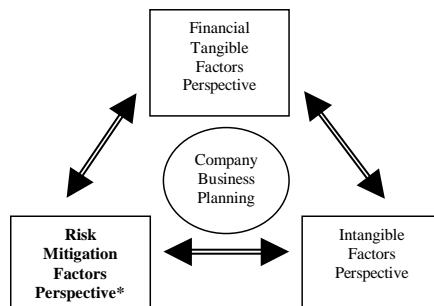 Financial
Tangible
Factors
Perspective
Company
Business
Planning
Risk
Mitigation
Factors
Perspective*
Intangible
Factors
Perspective